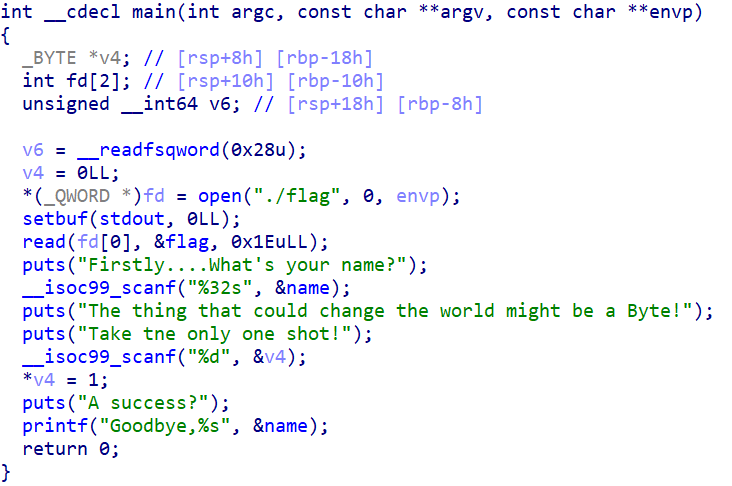 int __cdecl main(int argc, const char **argv, const char **envp)
{
  _BYTE *v4; // [rsp+8h] [rbp-18h]
  int fd[2]; // [rsp+10h] [rbp-10h]
  unsigned __int64 v6; // [rsp+18h] [rbp-8h]

  v6 = __readfsqword(0x28u);
  v4 = 0LL;
  *(_QWORD *)fd = open("./flag", 0, envp);
  setbuf(stdout, 0LL);
  read(fd[0], &flag, 0x1EuLL);
  puts("Firstly....What's your name?");
  __isoc99_scanf("%32s", &name);
  puts("The thing that could change the world might be a Byte!");
  puts("Take tne only one shot!");
  __isoc99_scanf("%d", &v4);
  *v4 = 1;
  puts("A success?");
  printf("Goodbye,%s", &name);
  return 0;
}